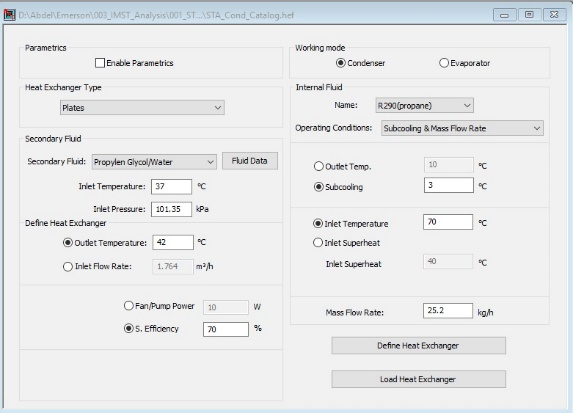 D:\Abdel\Emerson\003_IMST_Analysis\001_ST...\STA_Cond_Catalog.hef
Parametrics
Enable Parametrics
Heat Exchanger Type
Plates
Secondary Fluid
Secondary Fluid: Propylen Glycol/Water Fluid Data
Inlet Temperature: 37 ºC
Inlet Pressure: 101.35 kPa
Define Heat Exchanger
Outlet Temperature: 42 ºC
Inlet Flow Rate: 1.764 m³/h
Fan/Pump Power 10 W
S. Efficiency 70 %
Working mode
Condenser Evaporator
Internal Fluid
Name: R290(propane)
Operating Conditions: Subcooling & Mass Flow Rate
Outlet Temp. 10 ºC
Subcooling 3 ºC
Inlet Temperature 70 ºC
Inlet Superheat
Inlet Superheat 40 ºC
Mass Flow Rate: 25.2 kg/h
Define Heat Exchanger
Load Heat Exchanger